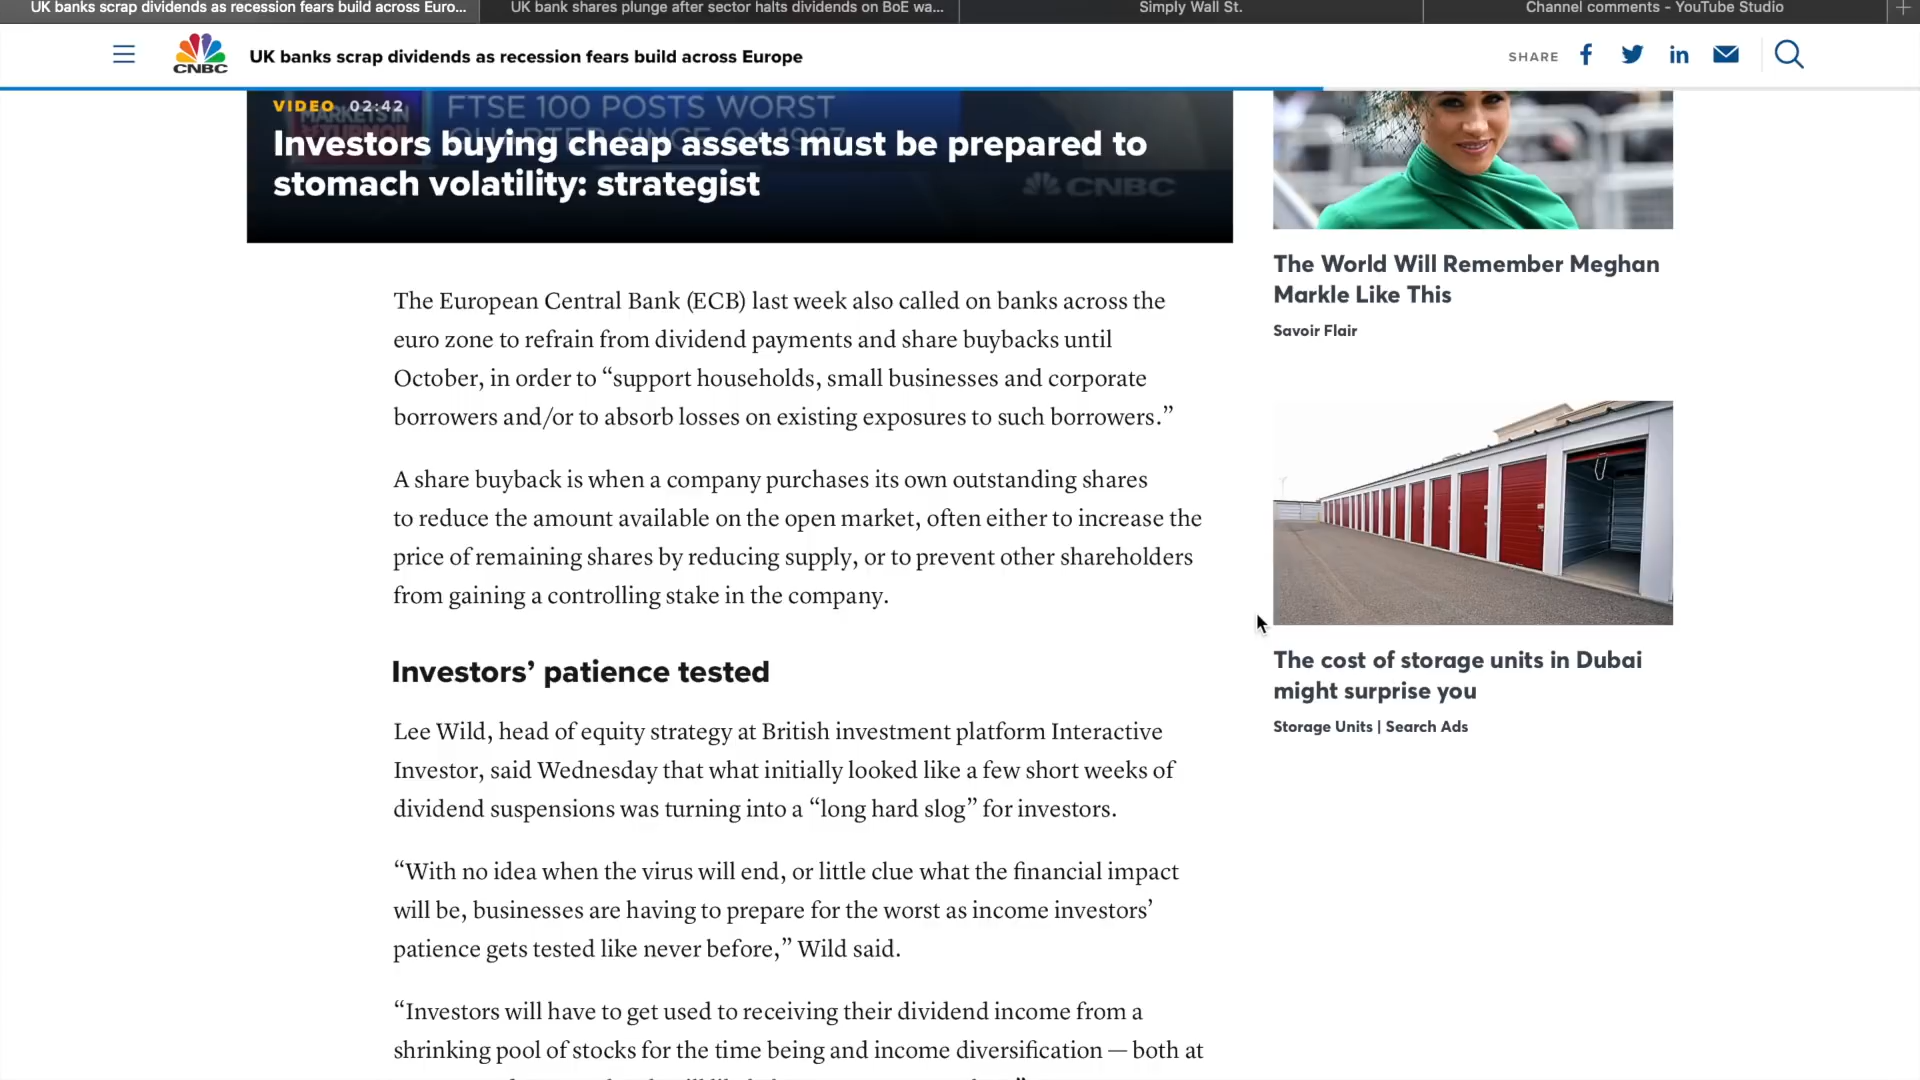 UK banks scrap dividends as recession fears build across Euro...
UK bank shares plunge after sector halts dividends on BoE wa...
Simply Wall St.
Channel comments - YouTube Studio
CNBC
UK banks scrap dividends as recession fears build across Europe
SHARE
VIDEO 02:42
MARKETS IN
FTSE 100 POSTS WORST
Investors buying cheap assets must be prepared to
stomach volatility: strategist
CNBC
The European Central Bank (ECB) last week also called on banks across the
euro zone to refrain from dividend payments and share buybacks until
October, in order to “support households, small businesses and corporate
borrowers and/or to absorb losses on existing exposures to such borrowers.”
A share buyback is when a company purchases its own outstanding shares
to reduce the amount available on the open market, often either to increase the
price of remaining shares by reducing supply, or to prevent other shareholders
from gaining a controlling stake in the company.
Investors’ patience tested
Lee Wild, head of equity strategy at British investment platform Interactive
Investor, said Wednesday that what initially looked like a few short weeks of
dividend suspensions was turning into a “long hard slog” for investors.
“With no idea when the virus will end, or little clue what the financial impact
will be, businesses are having to prepare for the worst as income investors’
patience gets tested like never before,” Wild said.
“Investors will have to get used to receiving their dividend income from a
shrinking pool of stocks for the time being and income diversification — both at
The World Will Remember Meghan
Markle Like This
Savoir Flair
The cost of storage units in Dubai
might surprise you
Storage Units | Search Ads